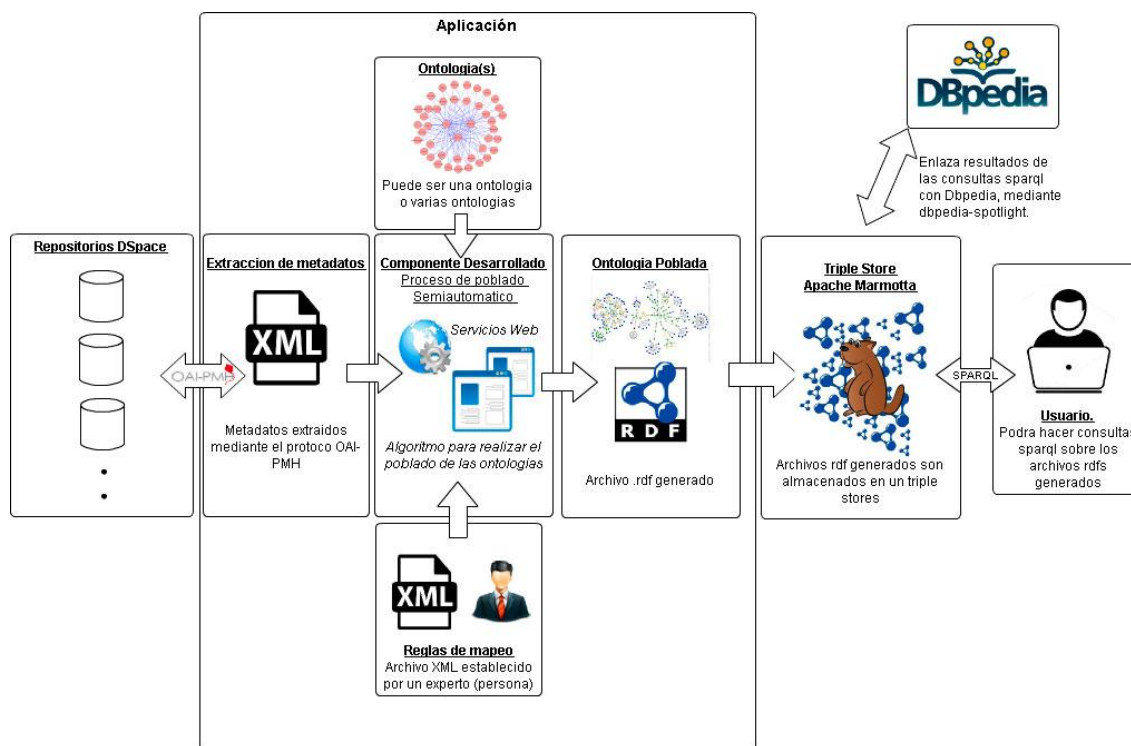 Aplicación
Ontologia(s)
Puede ser una ontologia
o varias ontologias
DBpedia
Enlaza resultados de
las consultas sparql
con Dbpedia, mediante
dbpedia-spotlight.
Repositorios DSpace
OAI-PMH
Extraccion de metadatos
XML
Metadatos extraidos
mediante el protoco OAI-
PMH
Componente Desarrollado
Proceso de poblado
Semiautomatico
Servicios Web
Algoritmo para realizar el
poblado de las ontologias
Ontologia Poblada
RDF
Archivo .rdf generado
Triple Store
Apache Marmotta
Archivos rdf generados son
almacenados en un triple
stores
SPARQL
Usuario.
Podra hacer consultas
sparql sobre los
archivos rdfs
generados
XML
Reglas de mapeo
Archivo XML establecido
por un experto (persona)